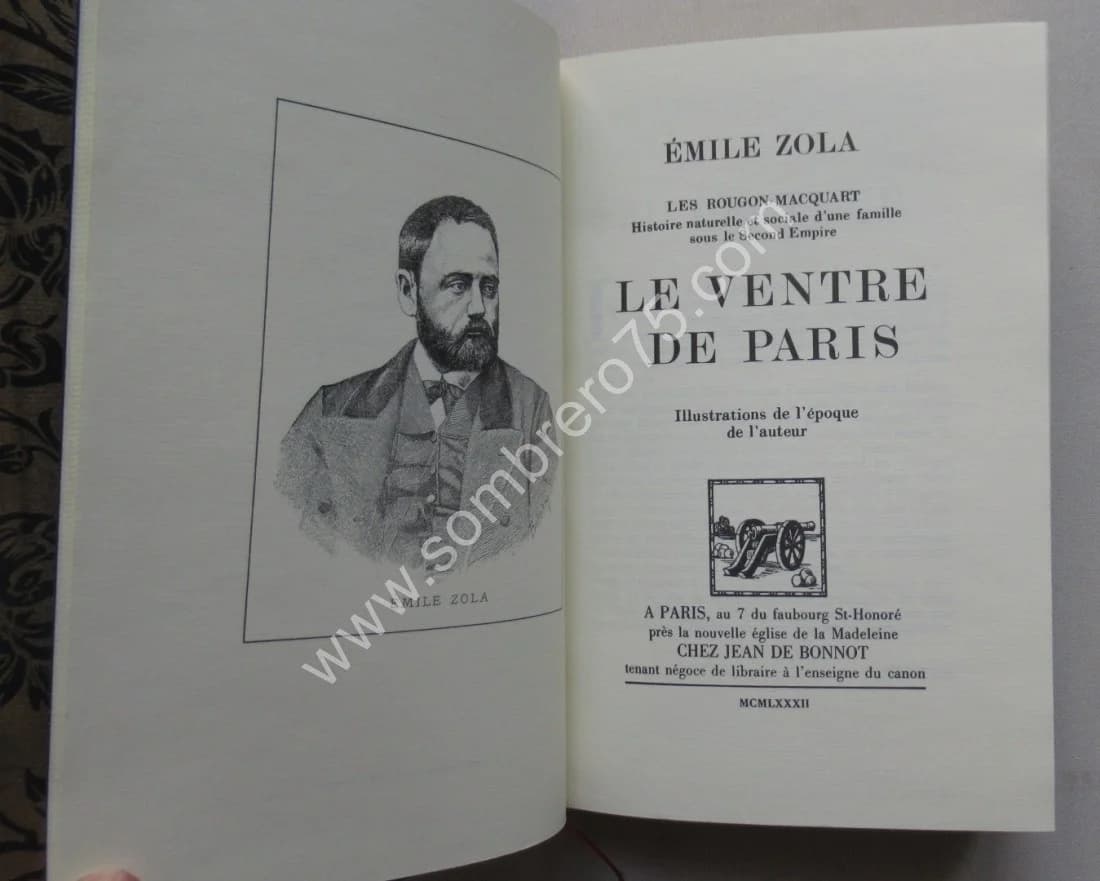 EMILE ZOLA
ÉMILE ZOLA
LES ROUGON-MACQUART
Histoire naturelle et sociale d'une famille
sous le Second Empire
LE VENTRE
DE PARIS
Illustrations de l'époque
de l'auteur
A PARIS, au 7 du faubourg St-Honoré
près la nouvelle église de la Madeleine
CHEZ JEAN DE BONNOT
tenant négoce de libraire à l'enseigne du canon
MCMLXXXII
www.sombrero75.com